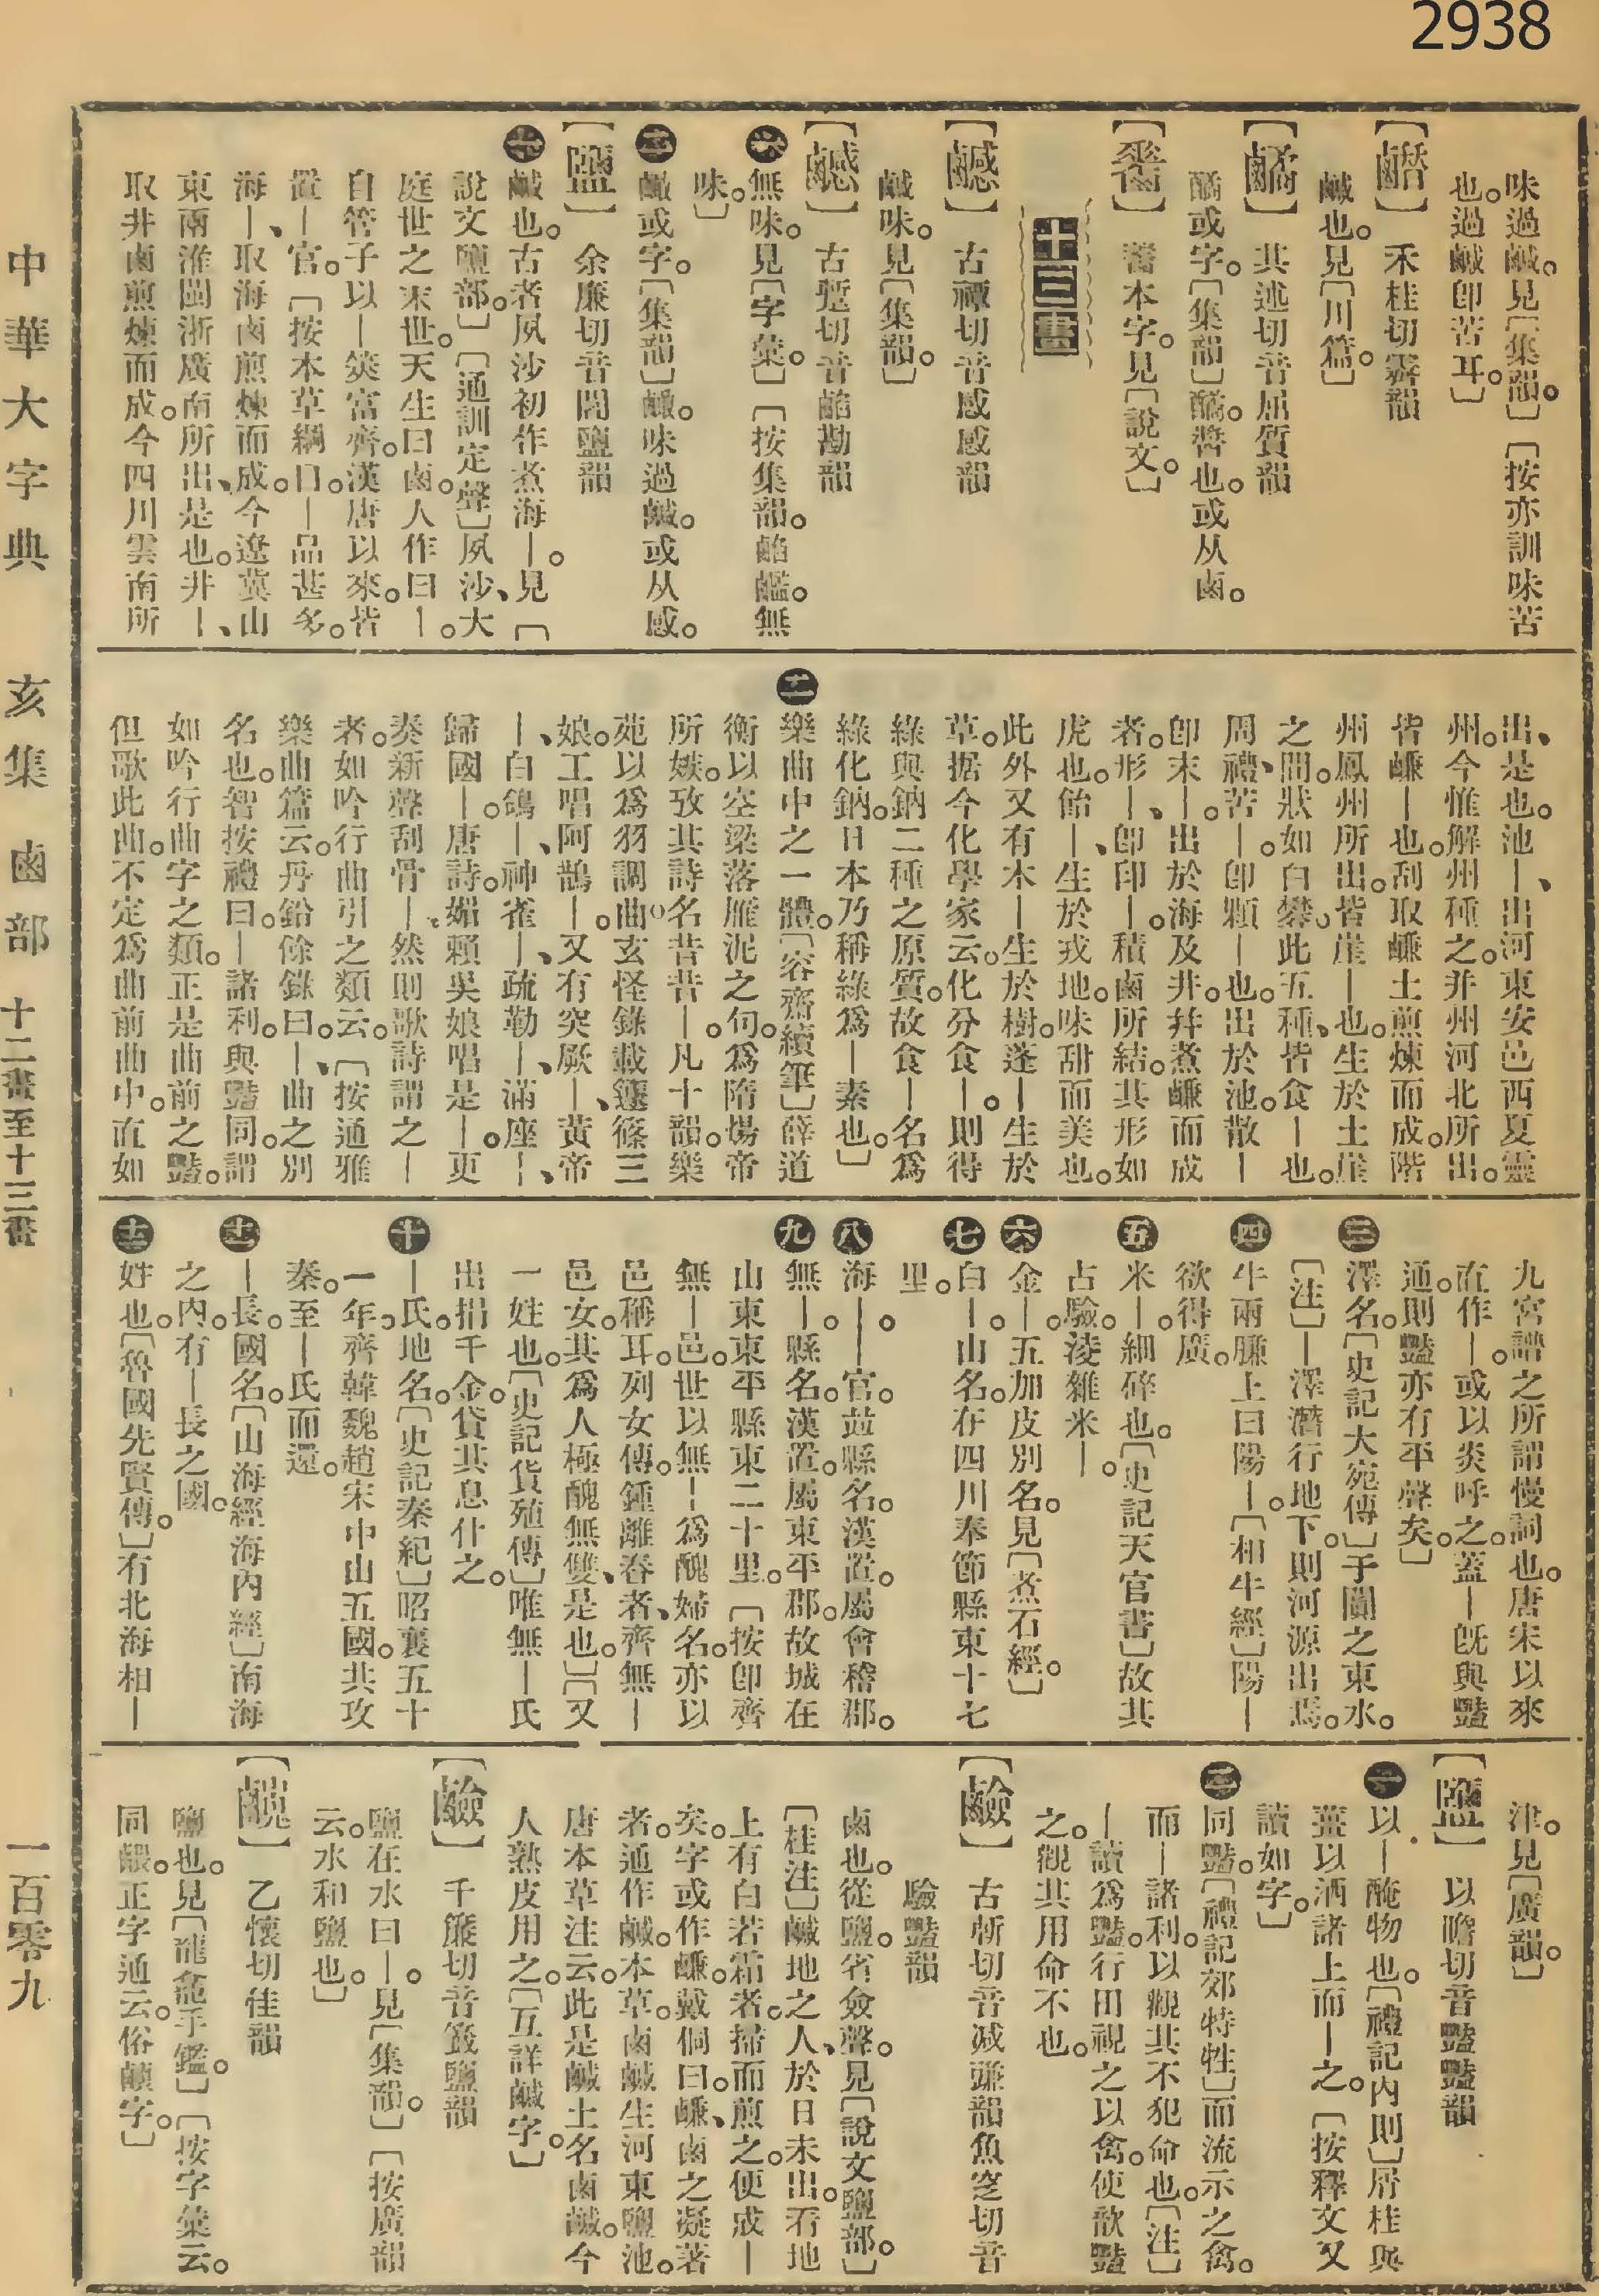 2938
味過鹹。見〔集韻。〕〔按亦訓味苦
也。過鹹卽苦耳。〕
禾桂切霽韻
鹹也。見〔川篇。〕
其述切音屈質韻
或字。〔集韻〕醬也。或从鹵。
本字。見〔說文。〕
十三畫
古禫切音感感韻
鹹味。見〔集韻。〕
古蹔切音勘韻
㊀無味。見〔字彙。〕〔按集韻。無
味。〕
㊁或字。〔集韻〕味過鹹。或从感。
〔鹽〕余廉切音閻鹽韻
㊀鹹也。古者夙沙初作煮海｜。見〔
說文鹽部。〕〔通訓定聲〕夙沙、大
庭世之末世。天生曰鹵。人作曰｜。
自管子以｜筴富齊。漢唐以來。皆
置｜官。〔按本草綱目。｜品甚多。
海｜、取海鹵煎煉而成。今遼冀山
東兩淮閩浙廣南所出、是也。井｜、
取井鹵煎煉而成。今四川雲南所
出、是也。池｜、出河東安邑西夏靈
州。今惟解州種之。幷州河北所出。
皆鹻｜也。刮取鹻土煎煉而成。階
州鳳州所出。皆崖｜也。生於土崖
之間。狀如白礬。此五種、皆食｜也。
周禮、苦｜。卽顆｜也。出於池。散｜
卽末｜。出於海及井。幷煮鹻而成
者。形｜、卽印｜。積鹵所結。其形如
虎也。飴｜、生於戎地。味甜而美也。
此外又有木｜生於樹。蓬｜生於
草。据今化學家云。化分食｜。則得
綠與鈉二種之原質。故食｜名爲
綠化鈉。日本乃稱綠爲｜素也。〕
㊁樂曲中之一體。〔容齋續筆〕薛道
衡以空梁落雁泥之句。爲隋煬帝
所嫉。攷其詩名昔昔｜。凡十韻。樂
苑以爲羽調曲。玄怪錄載籧篨三
娘。工唱阿鵲｜。又有突厥｜、黃帝
｜、白鴿｜、神雀｜、疏勒｜、滿座｜、
歸國｜。唐詩。媚賴吳娘唱是｜。更
奏新聲刮骨｜。然則歌詩謂之｜
者。如吟行曲引之類云。〔按通雅
樂曲篇云。丹鉛餘錄曰。｜、曲之別
名也。智按禮曰。｜諸利。與豔同。謂
如吟行曲字之類。正是曲前之豔。
但歌此曲。不定爲曲前曲中。直如
九宮譜之所謂慢詞也。唐宋以來
直作｜。或以炎呼之。蓋｜旣與豔
通。則豔亦有平聲矣。〕
㊂澤名。〔史記大宛傳〕于闐之東水。
〔注〕｜澤潛行地下。則河源出焉。
㊃牛兩膁上曰陽｜。〔相牛經〕陽｜
欲得廣。
㊄米｜。細碎也。〔史記天官書〕故其
占驗。淩雜米｜。
㊅金｜。五加皮別名。見〔煮石經。〕
㊆白｜。山名。在四川奉節縣東十七
里。
㊇海｜。｜官。竝縣名。漢置。屬會稽郡。
㊈無｜。縣名。漢置。屬東平郡。故城在
山東東平縣東二十里。〔按卽齊
無｜邑。世以無｜爲醜婦名。亦以
邑稱耳。列女傳。鍾離春者、齊無｜
邑女。其爲人極醜無雙、是也。〕〔又
一姓也。〔史記貨殖傳〕唯無｜氏
出捐千金貸。其息什之。
㊉｜氏。地名。〔史記秦紀〕昭襄五十
一年。齊韓魏趙宋中山五國。共攻
秦。至｜氏而還。
｜長。國名。〔山海經海內經〕南海
之內。有｜長之國。
姓也。〔魯國先賢傳。〕有北海相｜
津。見〔廣韻。〕
〔鹽〕以贍切音豔豔韻
㊀以｜醃物也。〔禮記內則〕屑桂與
薑以洒諸上而｜之。〔按釋文又
讀如字。〕
㊁同豔。〔禮記郊特牲〕而流示之禽。
而｜諸利。以觀其不犯命也。〔注〕
｜讀爲豔。行田視之以禽。使歆豔
之。觀其用命不也。
〔鹼〕古斬切音減豏韻魚窆切音
驗豔韻
鹵也。從鹽。省僉聲。見〔說文鹽部。〕
〔桂注〕鹹地之人、於日未出。看地
上有白若霜者。掃而煎之。便成｜
矣。字或作鹻。戴侗曰。鹻、鹵之凝著
者。通作鹹。本草。鹵鹹生河東鹽池。
唐本草注云。此是鹹土名鹵鹹。今
人熟皮用之。〔互詳鹹字。〕
〔鹼〕千簾切音籤鹽韻
鹽在水曰｜。見〔集韻。〕〔按廣韻
云。水和鹽也。〕
乙懷切佳韻
鹽也。見〔龍龕手鑑。〕〔按字彙云。
同。正字通云。俗字。〕
中華大字典 亥集 鹵部 十二畫至十三畫 一百零九